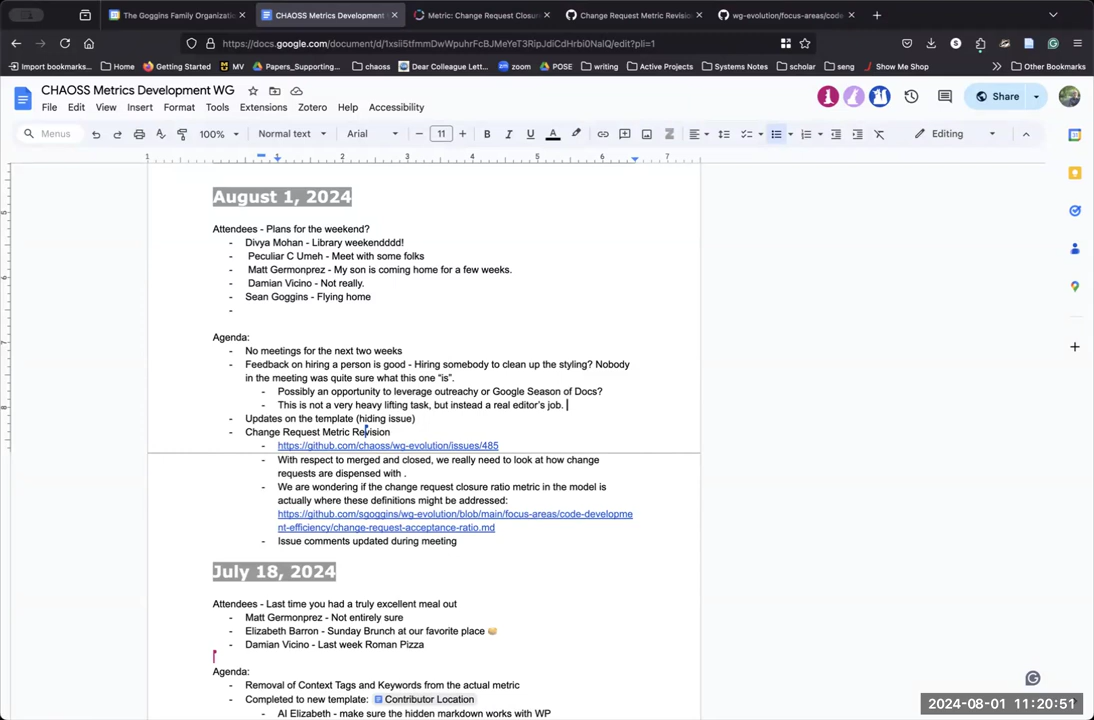 The Goggins Family Organizatio
CHAOSS Metrics Development
Metric: Change Request Closur
Change Request Metric Revisio
wg-evolution/focus-areas/code
https://docs.google.com/document/d/1xsii5tfmmDwWpuhrFcBJMeYeT3RipJdiCdHrbi0NaIQ/edit?pli=1
Import bookmarks...
Home
Getting Started
MV
Papers_Supporting...
chaoss
Dear Colleague Lett...
zoom
POSE
writing
Active Projects
Systems Notes
scholar
seng
Show Me Shop
Other Bookmarks
CHAOSS Metrics Development WG
File Edit View Insert Format Tools Extensions Zotero Help Accessibility
Share
Menus
100%
Normal text
Arial
11
Editing
1 1 2 3 4 5 6 7
August 1, 2024
Attendees - Plans for the weekend?
- Divya Mohan - Library weekendddd!
- Peculiar C Umeh - Meet with some folks
- Matt Germonprez - My son is coming home for a few weeks.
- Damian Vicino - Not really.
- Sean Goggins - Flying home
-
Agenda:
- No meetings for the next two weeks
- Feedback on hiring a person is good - Hiring somebody to clean up the styling? Nobody
in the meeting was quite sure what this one “is”.
- Possibly an opportunity to leverage outreachy or Google Season of Docs?
- This is not a very heavy lifting task, but instead a real editor’s job.
- Updates on the template (hiding issue)
- Change Request Metric Revision
- https://github.com/chaoss/wg-evolution/issues/485
- With respect to merged and closed, we really need to look at how change
requests are dispensed with .
- We are wondering if the change request closure ratio metric in the model is
actually where these definitions might be addressed:
https://github.com/sgoggins/wg-evolution/blob/main/focus-areas/code-developme
nt-efficiency/change-request-acceptance-ratio.md
- Issue comments updated during meeting
July 18, 2024
Attendees - Last time you had a truly excellent meal out
- Matt Germonprez - Not entirely sure
- Elizabeth Barron - Sunday Brunch at our favorite place 🥧
- Damian Vicino - Last week Roman Pizza
Agenda:
- Removal of Context Tags and Keywords from the actual metric
- Completed to new template: Contributor Location
- AI Elizabeth - make sure the hidden markdown works with WP
2024-08-01 11:20:51